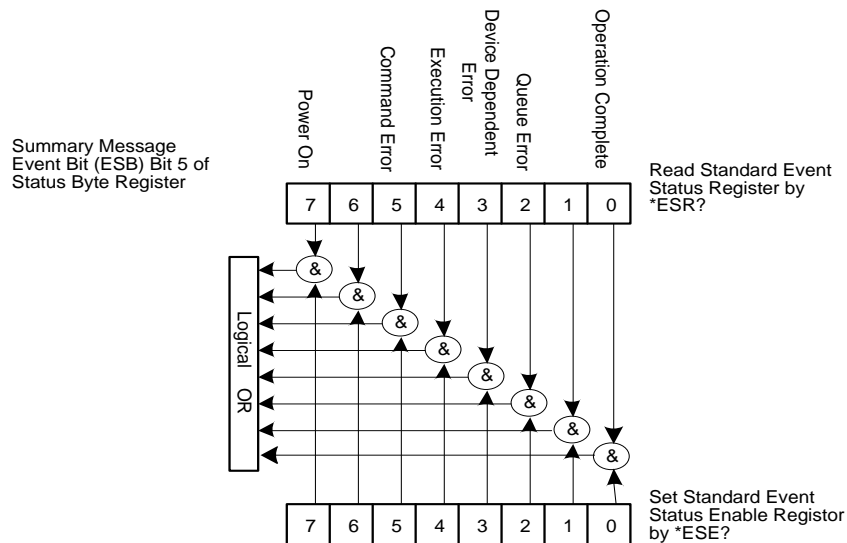 Power On
Command Error
Execution Error
Device Dependent
Error
Queue Error
Operation Complete
Summary Message
Event Bit (ESB) Bit 5 of
Status Byte Register
Read Standard Event
Status Register by
*ESR?
7 6 5 4 3 2 1 0
&
&
&
&
&
&
&
&
Logical OR
7 6 5 4 3 2 1 0
Set Standard Event
Status Enable Registor
by *ESE?